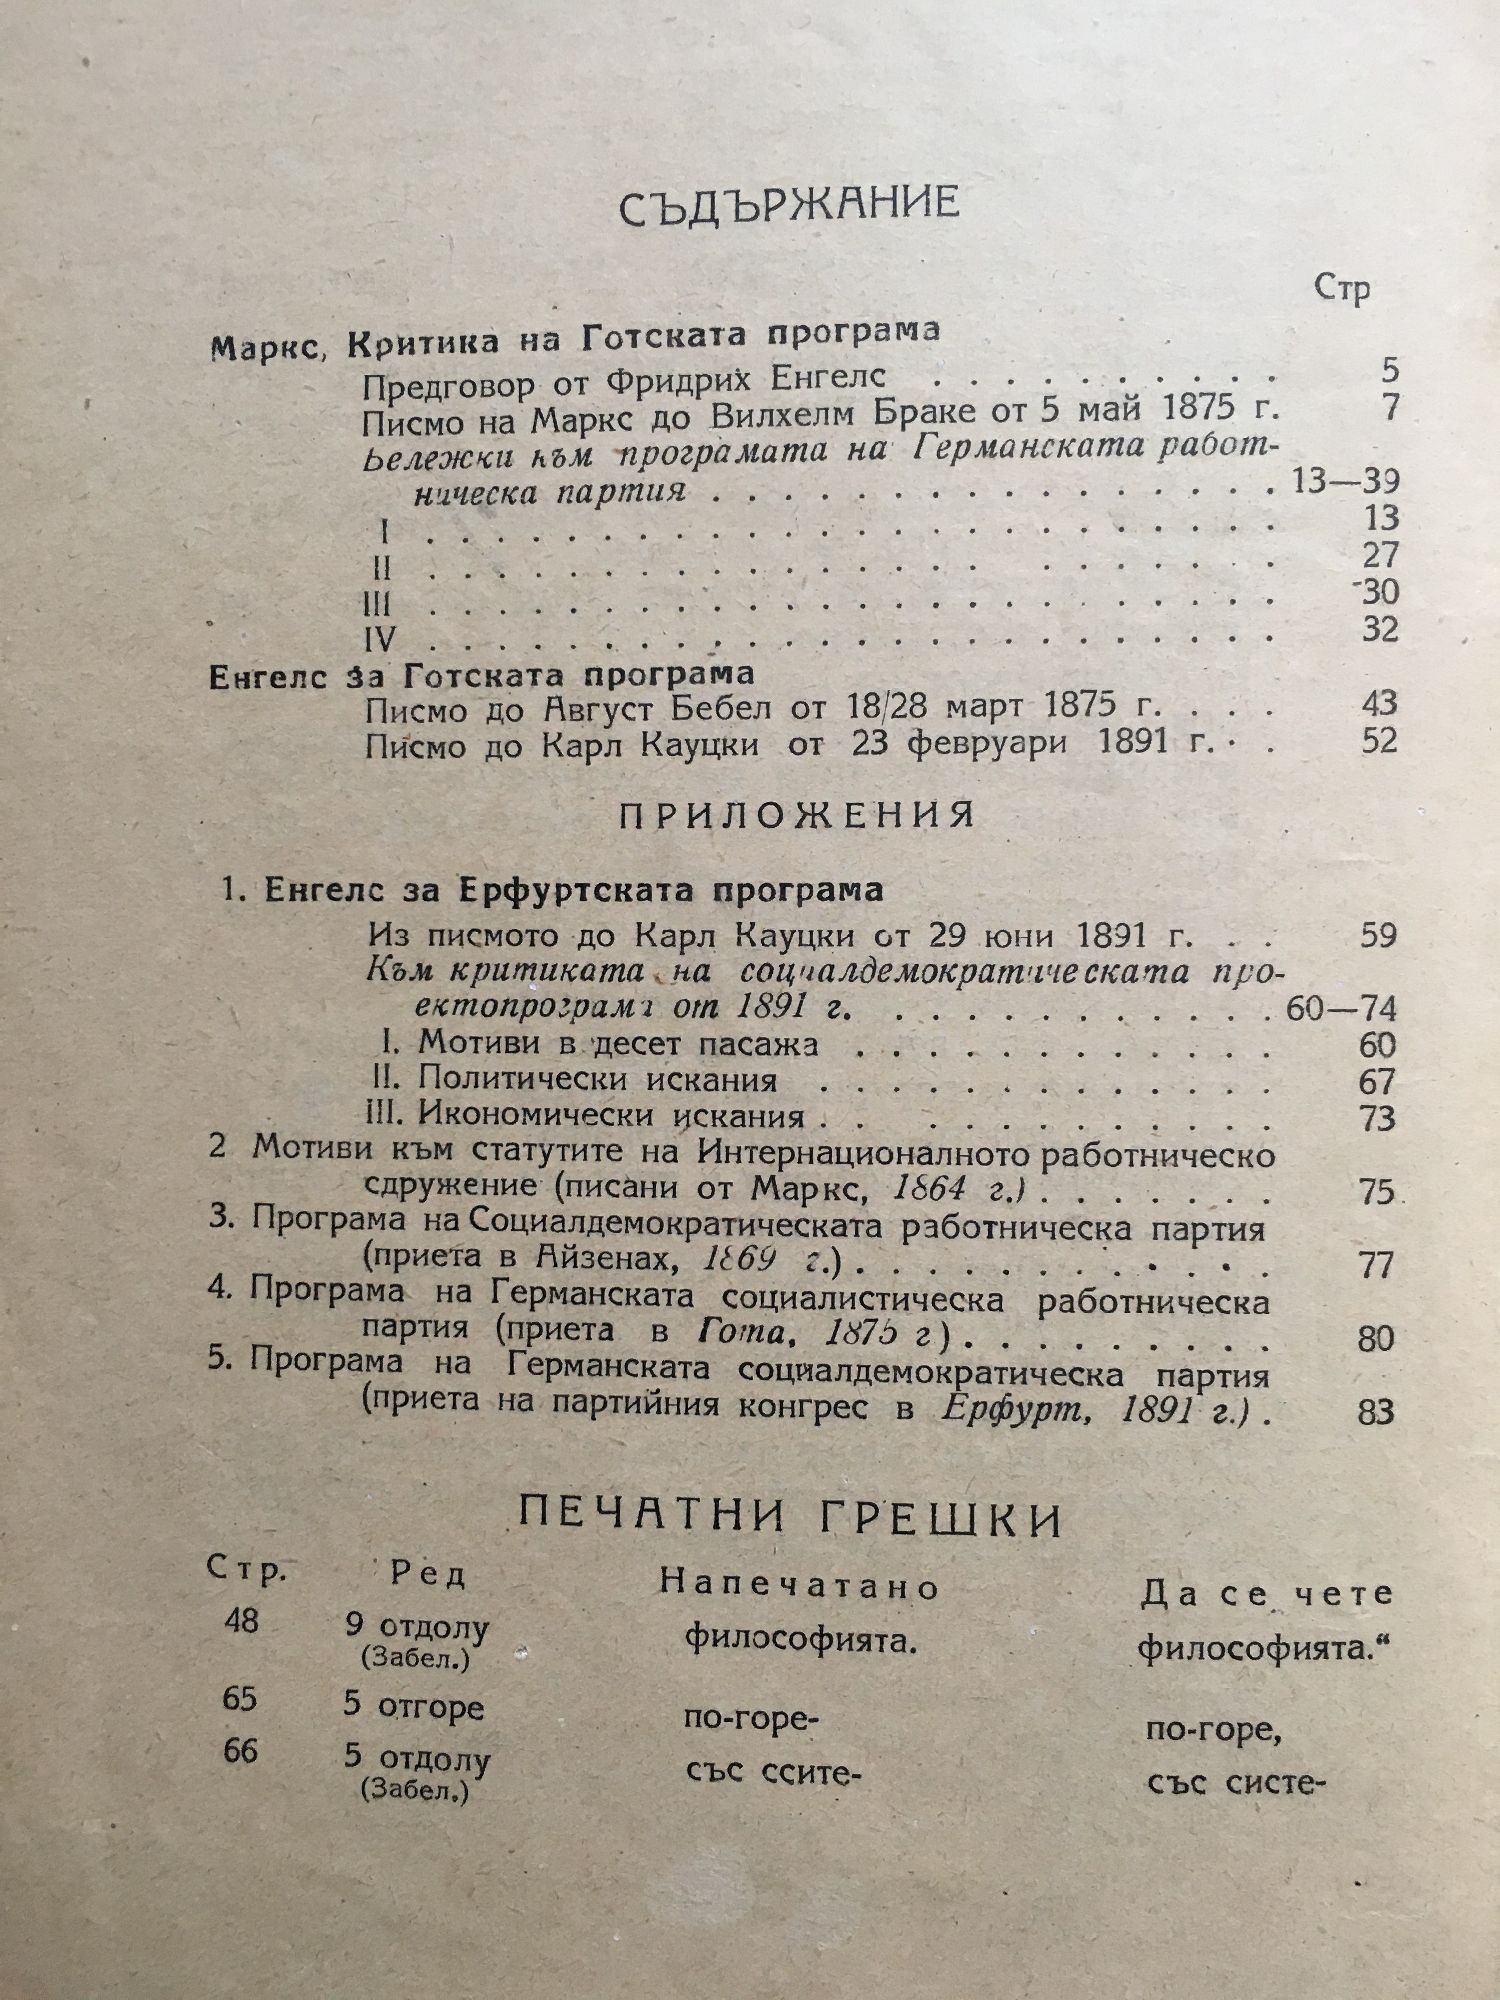 СЪДЪРЖАНИЕ
Стр
Маркс, Критика на Готската програма
Предговор от Фридрих Енгелс . . . . . . . . . . 5
Писмо на Маркс до Вилхелм Браке от 5 май 1875 г. 7
Бележки към програмата на Германската работ-
ническа партия . . . . . . . . . . . . . . . . 13—39
I . . . . . . . . . . . . . . . . . . . . . . . . 13
II . . . . . . . . . . . . . . . . . . . . . . . 27
III . . . . . . . . . . . . . . . . . . . . . . . 30
IV . . . . . . . . . . . . . . . . . . . . . . . 32
Енгелс за Готската програма
Писмо до Август Бебел от 18/28 март 1875 г. . . . 43
Писмо до Карл Кауцки от 23 февруари 1891 г. . . 52
ПРИЛОЖЕНИЯ
1. Енгелс за Ерфуртската програма
Из писмото до Карл Кауцки от 29 юни 1891 г. . . 59
Към критиката на социалдемократическата про-
ектопрограма от 1891 г. . . . . . . . . . . . 60—74
I. Мотиви в десет пасажа . . . . . . . . . . . . 60
II. Политически искания . . . . . . . . . . . . . 67
III. Икономически искания . . . . . . . . . . . . 73
2 Мотиви към статутите на Интернационалното работническо
сдружение (писани от Маркс, 1864 г.) . . . . . . . 75
3. Програма на Социалдемократическата работническа партия
(приета в Айзенах, 1869 г.) . . . . . . . . . . . . 77
4. Програма на Германската социалистическа работническа
партия (приета в Гота, 1875 г) . . . . . . . . . 80
5. Програма на Германската социалдемократическа партия
(приета на партийния конгрес в Ерфурт, 1891 г.) . 83
ПЕЧАТНИ ГРЕШКИ
Стр. Ред Напечатано Да се чете
48 9 отдолу философията. философията.“
(Забел.)
65 5 отгоре по-горе- по-горе,
66 5 отдолу със ссите- със систе-
(Забел.)